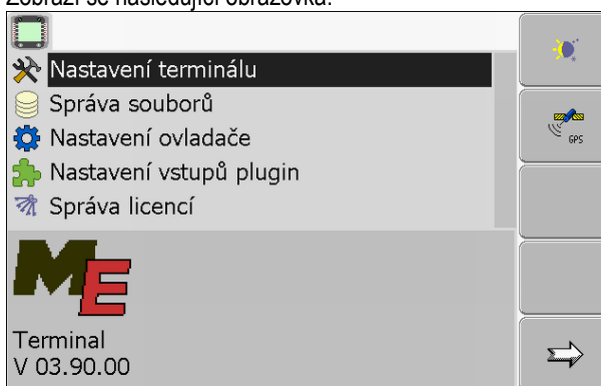 Zobrazí se následující obrazovka:
Nastavení terminálu
Správa souborů
GPS
Nastavení ovladače
Nastavení vstupů plugin
Správa licencí
ME
Terminal
V 03.90.00